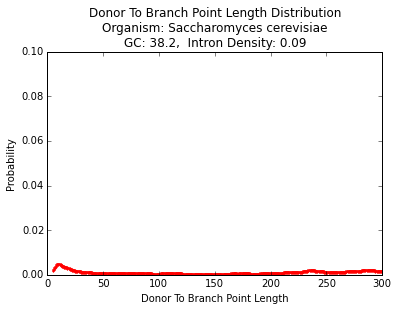 Donor To Branch Point Length Distribution
Organism: Saccharomyces cerevisiae
GC: 38.2,  Intron Density: 0.09
0.10
0.08
0.06
0.04
0.02
0.00
Probability
0 50 100 150 200 250 300
Donor To Branch Point Length